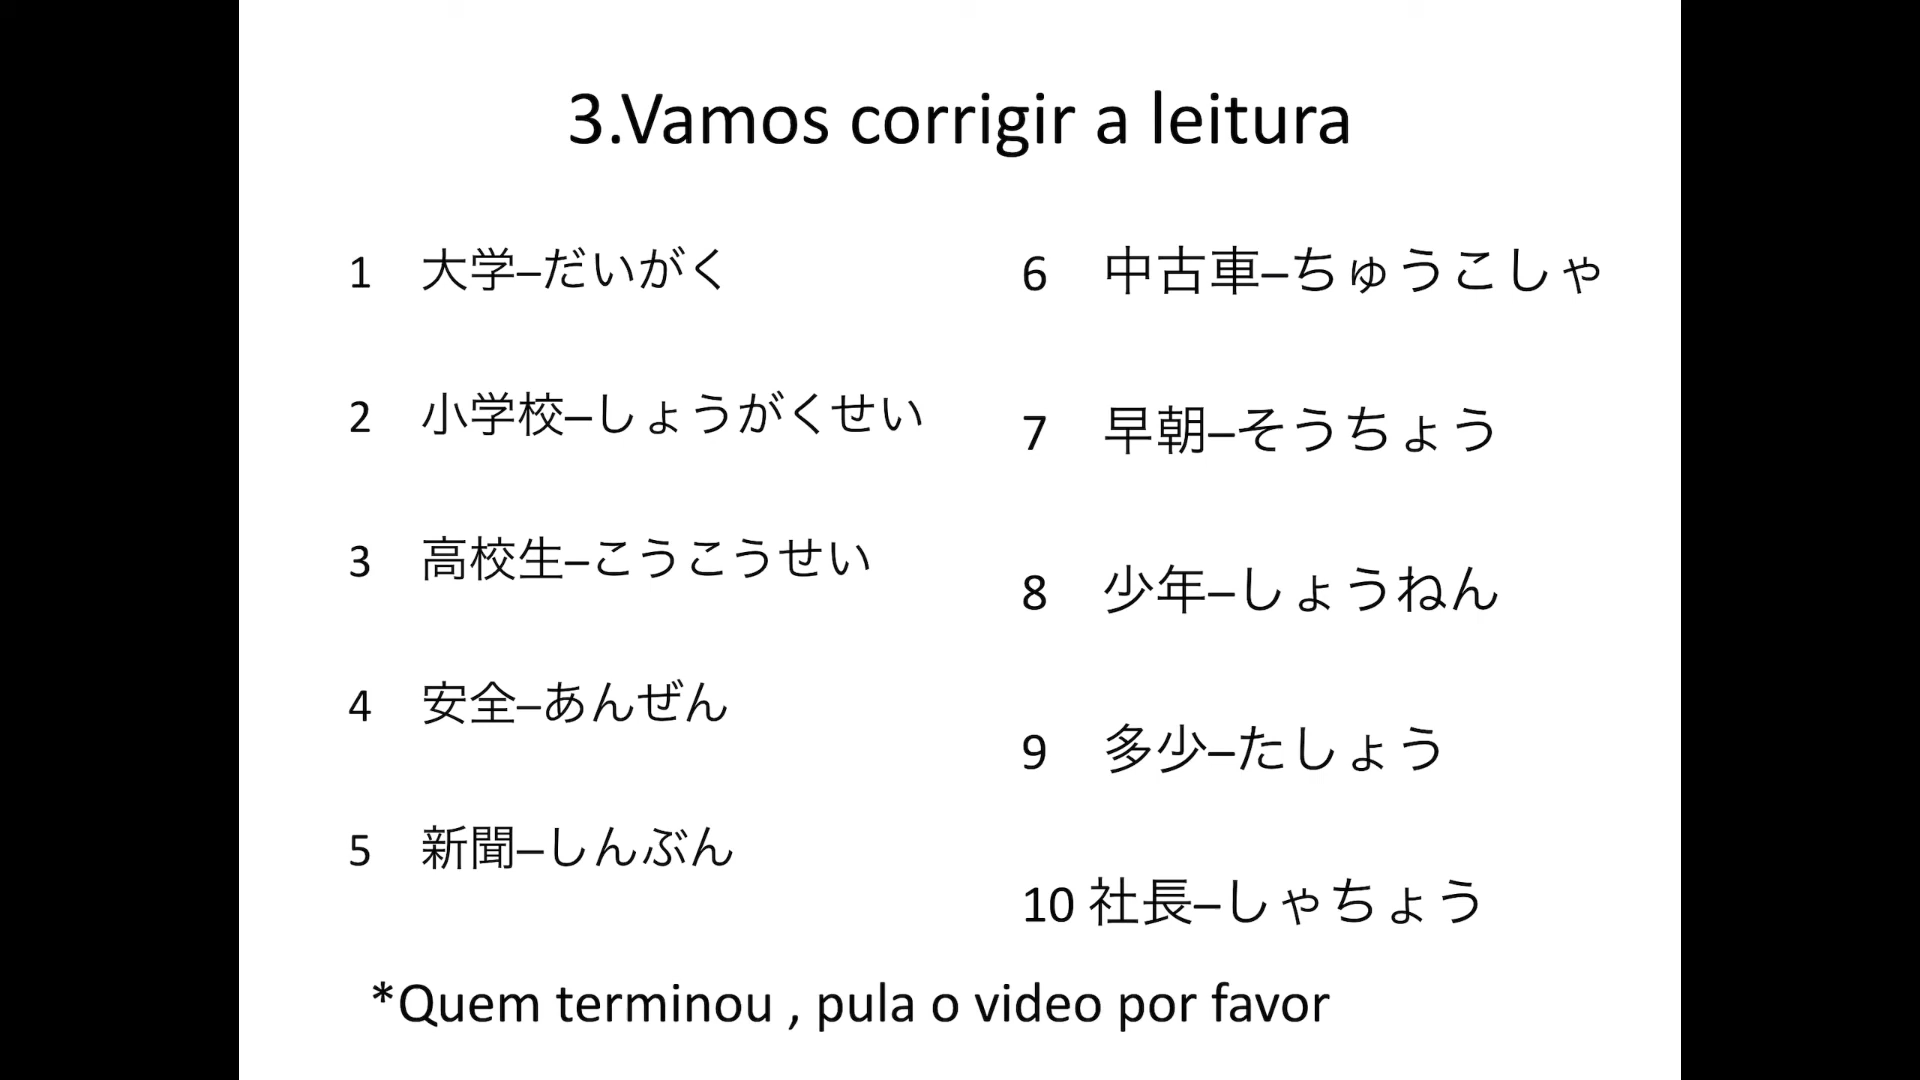 3.Vamos corrigir a leitura
1 大学–だいがく
2 小学校–しょうがくせい
3 高校生–こうこうせい
4 安全–あんぜん
5 新聞–しんぶん
6 中古車–ちゅうこしゃ
7 早朝–そうちょう
8 少年–しょうねん
9 多少–たしょう
10 社長–しゃちょう
*Quem terminou , pula o video por favor